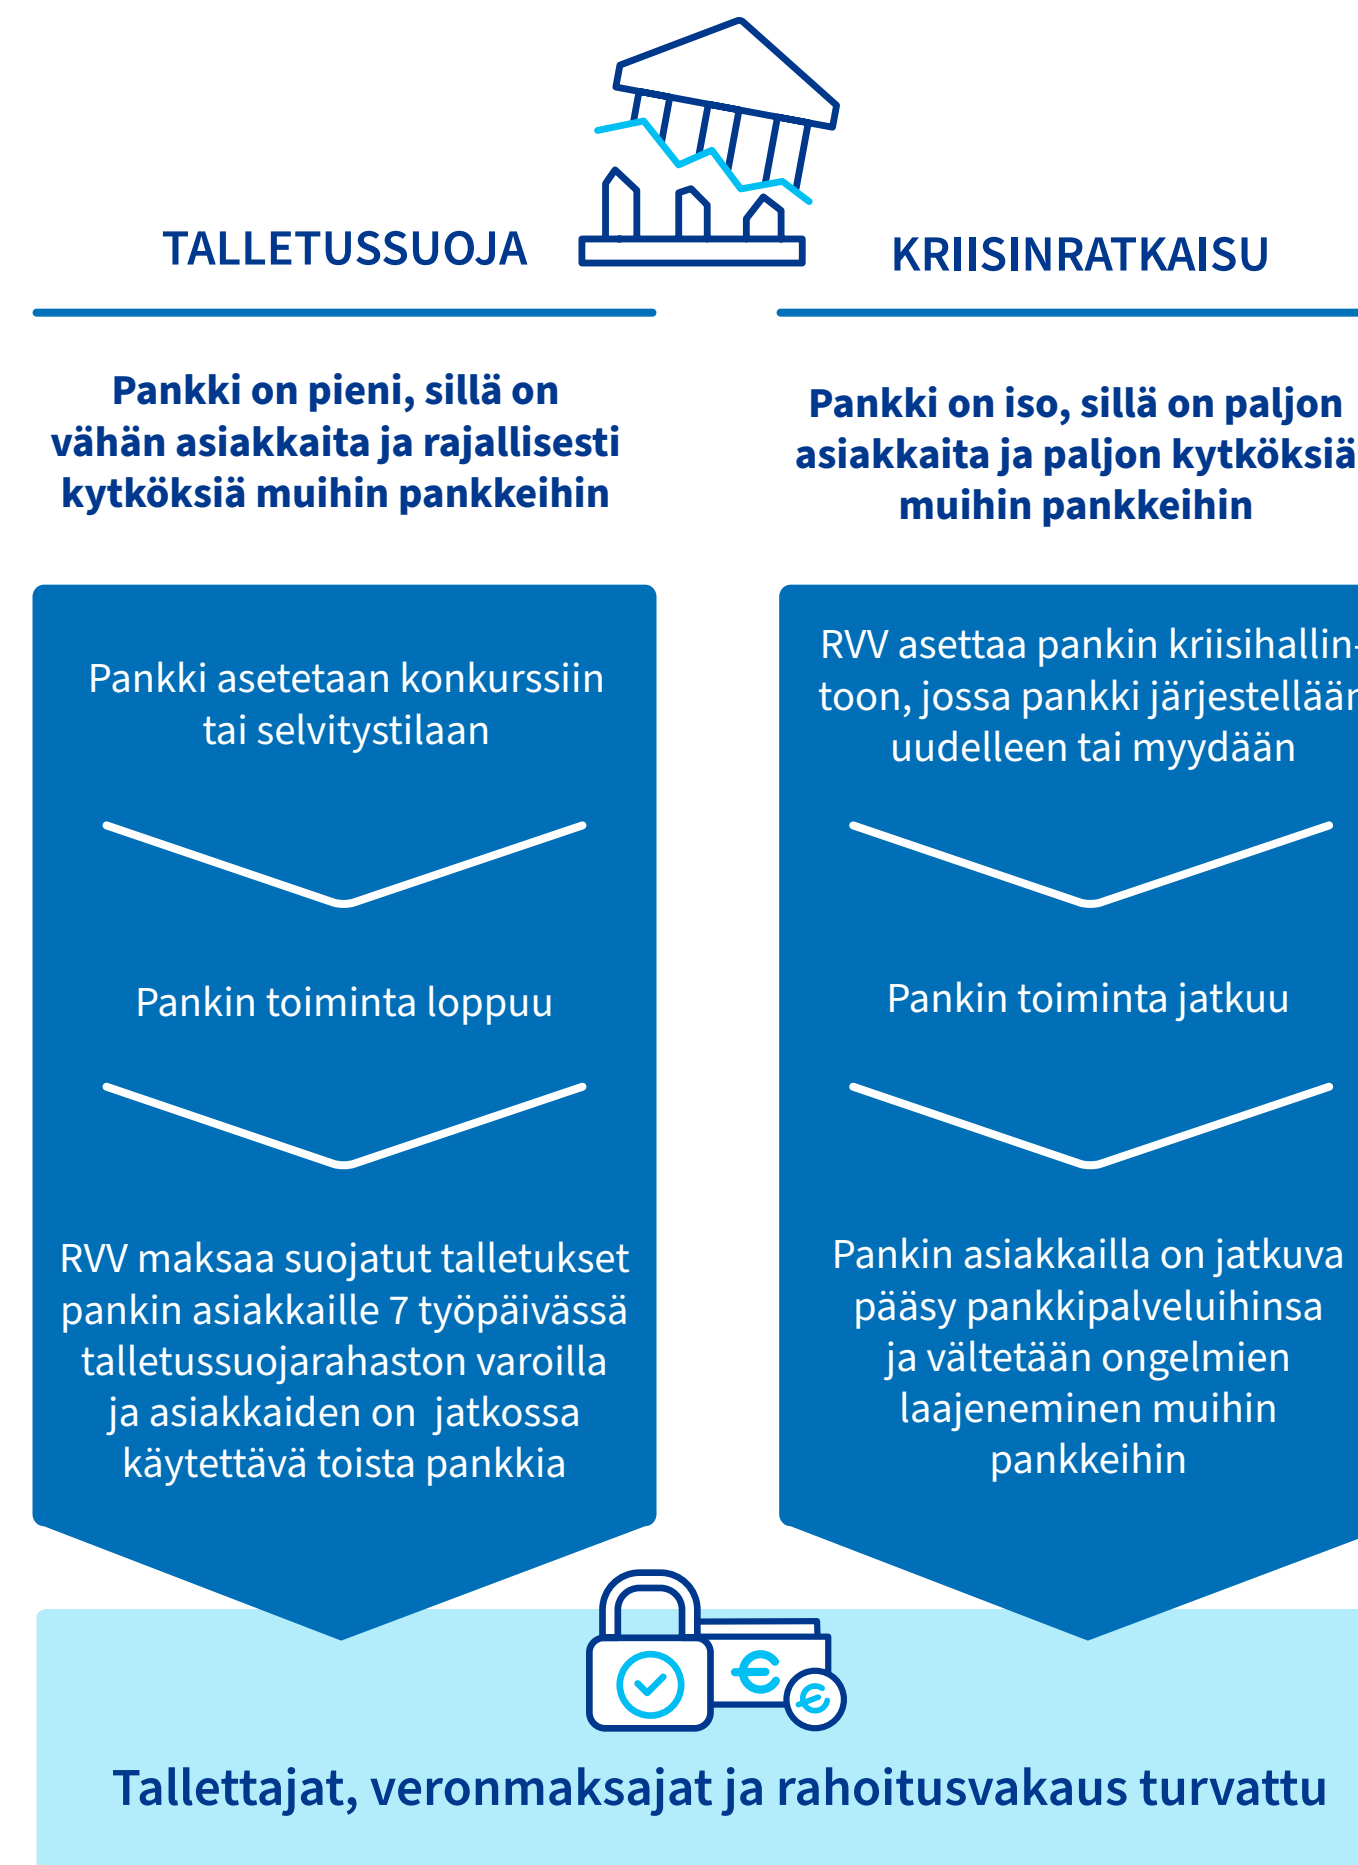 TALLETUSSUOJA
Pankki on pieni, sillä on
vähän asiakkaita ja rajallisesti
kytköksiä muihin pankkeihin
Pankki asetetaan konkurssiin
tai selvitystilaan
Pankin toiminta loppuu
RVV maksaa suojatut talletukset
pankin asiakkaille 7 työpäivässä
talletussuojarahaston varoilla
ja asiakkaiden on jatkossa
käytettävä toista pankkia
KRIISINRATKAISU
Pankki on iso, sillä on paljon
asiakkaita ja paljon kytköksiä
muihin pankkeihin
RVV asettaa pankin kriisihallin-
toon, jossa pankki järjestellään
uudelleen tai myydään
Pankin toiminta jatkuu
Pankin asiakkailla on jatkuva
pääsy pankkipalveluihinsa
ja vältetään ongelmien
laajeneminen muihin
pankkeihin
Tallettajat, veronmaksajat ja rahoitusvakaus turvattu